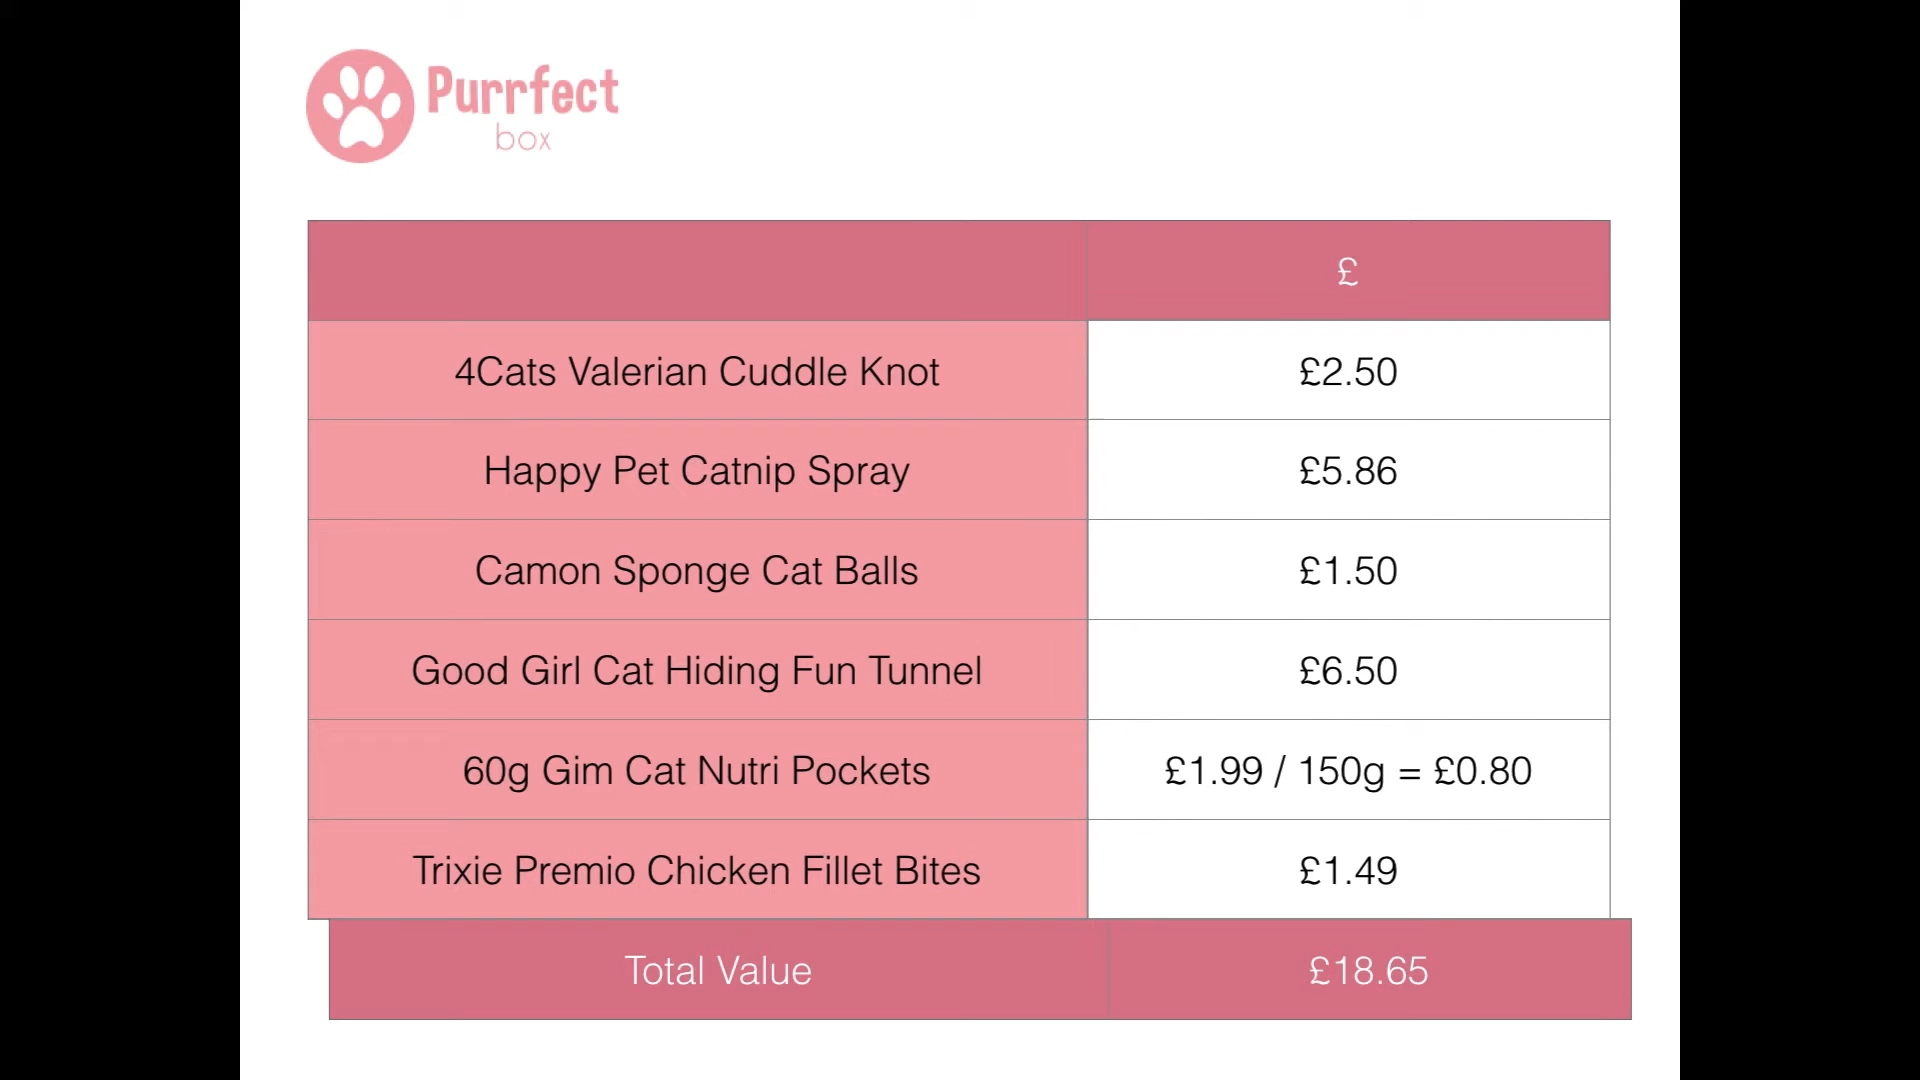 Purrfect
box
£
4Cats Valerian Cuddle Knot £2.50
Happy Pet Catnip Spray £5.86
Camon Sponge Cat Balls £1.50
Good Girl Cat Hiding Fun Tunnel £6.50
60g Gim Cat Nutri Pockets £1.99 / 150g = £0.80
Trixie Premio Chicken Fillet Bites £1.49
Total Value £18.65